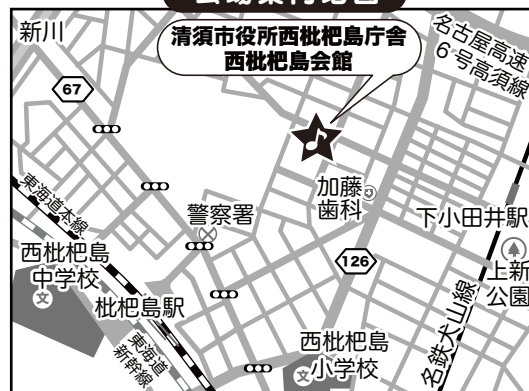 会場案内地図
新川
清須市役所西枇杷島庁舎
西枇杷島会館
名古屋高速
6号高須線
67
東海道本線
警察署
加藤
歯科
下小田井駅
西枇杷島
中学校
文
枇杷島駅
126
上新
公園
東海道
新幹線
西枇杷島
小学校
文
名鉄犬山線